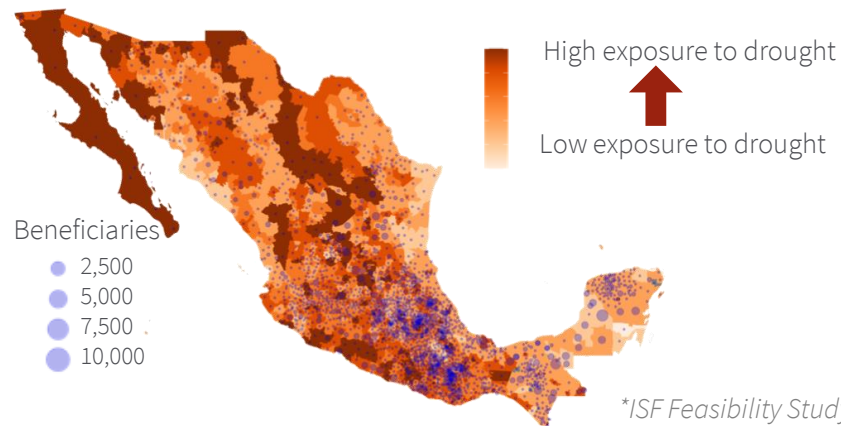 High exposure to drought
Low exposure to drought
Beneficiaries
2,500
5,000
7,500
10,000
*ISF Feasibility Study